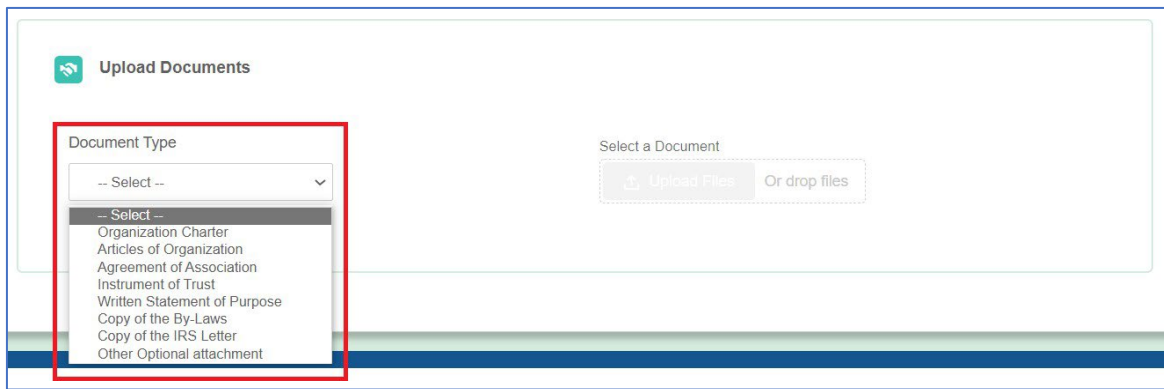 Upload Documents
Document Type
-- Select --
-- Select --
Organization Charter
Articles of Organization
Agreement of Association
Instrument of Trust
Written Statement of Purpose
Copy of the By-Laws
Copy of the IRS Letter
Other Optional attachment
Select a Document
Upload Files Or drop files